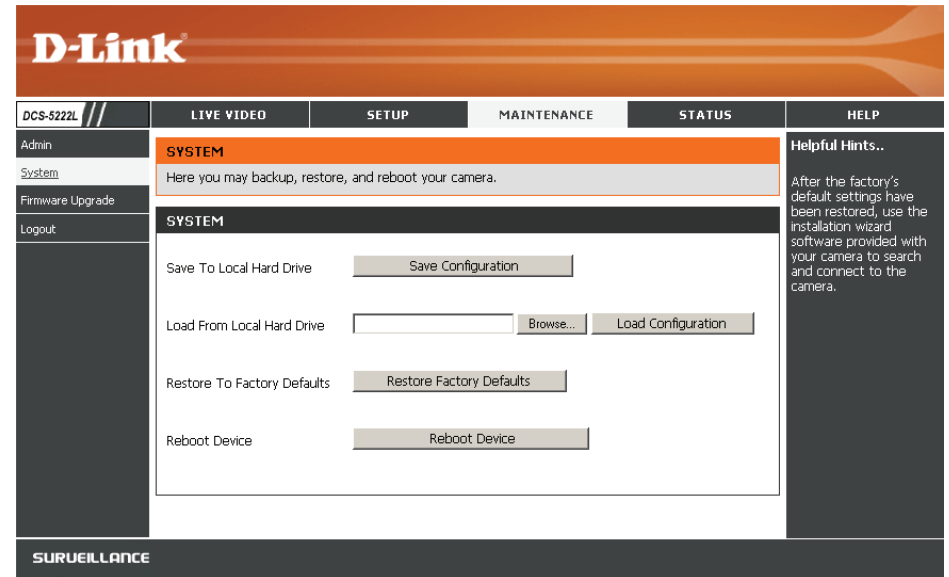 D-Link
DCS-5222L // LIVE VIDEO SETUP MAINTENANCE STATUS HELP
Admin
System
Firmware Upgrade
Logout
SYSTEM
Here you may backup, restore, and reboot your camera.
SYSTEM
Save To Local Hard Drive Save Configuration
Load From Local Hard Drive Browse... Load Configuration
Restore To Factory Defaults Restore Factory Defaults
Reboot Device Reboot Device
Helpful Hints..
After the factory's
default settings have
been restored, use the
installation wizard
software provided with
your camera to search
and connect to the
camera.
SURVEILLANCE